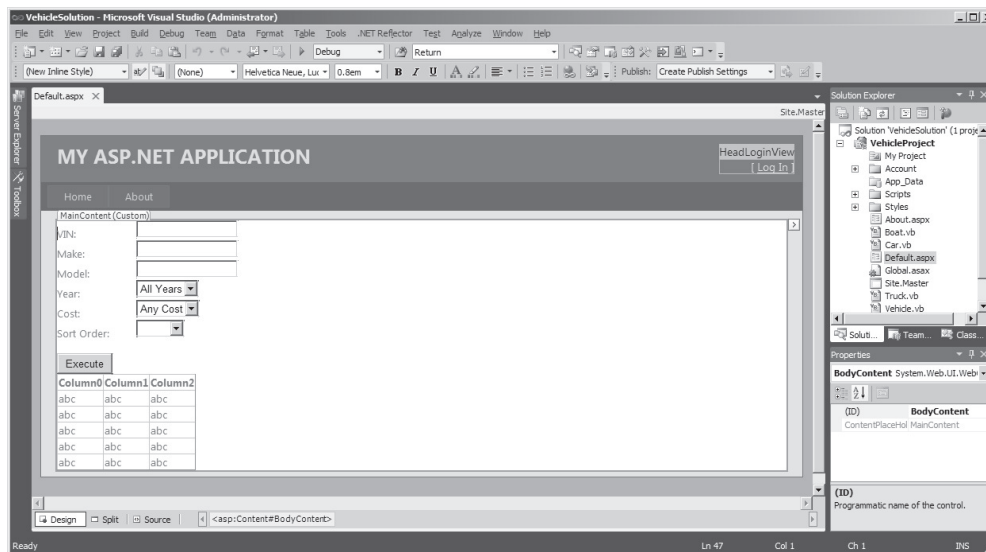 VehicleSolution - Microsoft Visual Studio (Administrator)
File Edit View Project Build Debug Team Data Format Table Tools .NET Reflector Test Analyze Window Help
Debug Return
(New Inline Style) (None) Helvetica Neue, Luc 0.8em B I U A Publish: Create Publish Settings
Server Explorer
Toolbox
Default.aspx
Site.Master
MY ASP.NET APPLICATION
HeadLoginView
[ Log In ]
Home About
MainContent (Custom)
VIN:
Make:
Model:
Year: All Years
Cost: Any Cost
Sort Order:
Execute
Column0 Column1 Column2
abc abc abc
abc abc abc
abc abc abc
abc abc abc
abc abc abc
Design Split Source <asp:Content#BodyContent>
Solution Explorer
Solution 'VehicleSolution' (1 proje
VehicleProject
My Project
Account
App_Data
Scripts
Styles
About.aspx
Boat.vb
Car.vb
Default.aspx
Global.asax
Site.Master
Truck.vb
Vehicle.vb
Soluti... Team... Class...
Properties
BodyContent System.Web.UI.Web
(ID) BodyContent
ContentPlaceHol MainContent
(ID)
Programmatic name of the control.
Ready Ln 47 Col 1 Ch 1 INS